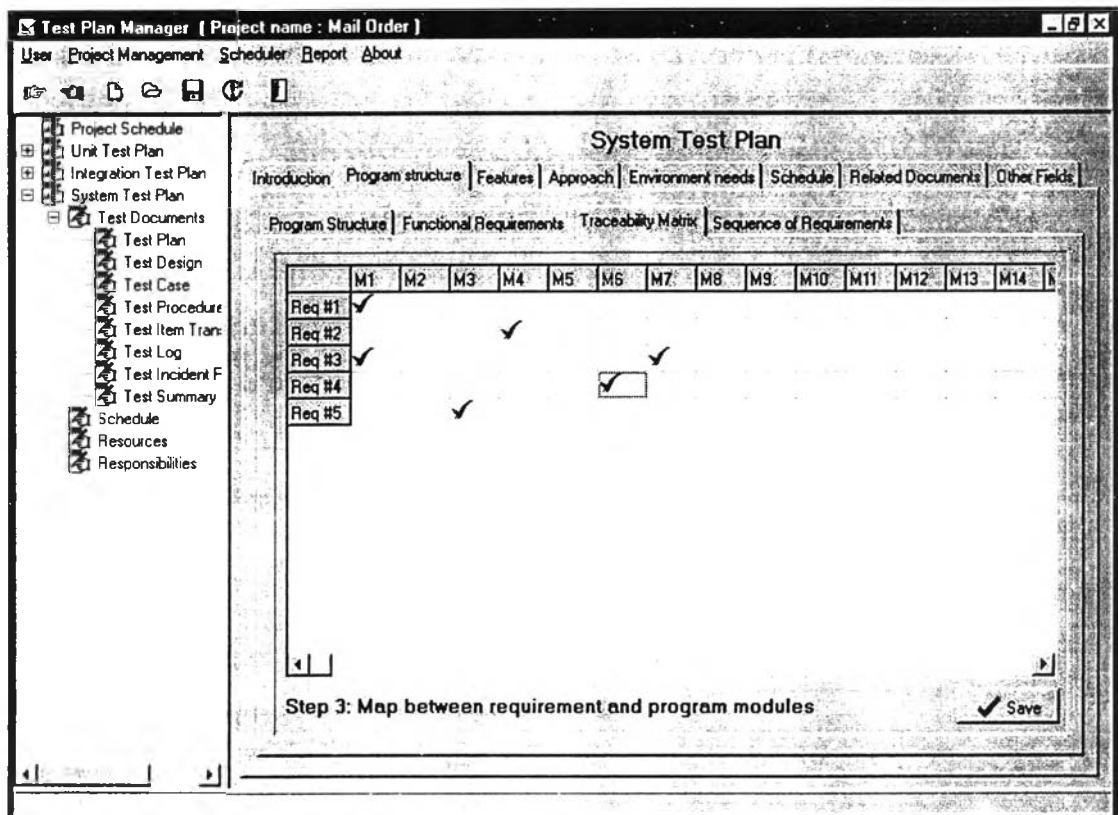 Test Plan Manager ( Project name : Mail Order )
User Project Management Scheduler Report About
Project Schedule
Unit Test Plan
Integration Test Plan
System Test Plan
Test Documents
Test Plan
Test Design
Test Case
Test Procedure
Test Item Tran
Test Log
Test Incident F
Test Summary
Schedule
Resources
Responsibilities
System Test Plan
Introduction Program structure Features Approach Environment needs Schedule Related Documents Other Fields
Program Structure Functional Requirements Traceability Matrix Sequence of Requirements
M1 M2 M3 M4 M5 M6 M7 M8 M9 M10 M11 M12 M13 M14
Req #1
Req #2
Req #3
Req #4
Req #5
Step 3: Map between requirement and program modules
Save